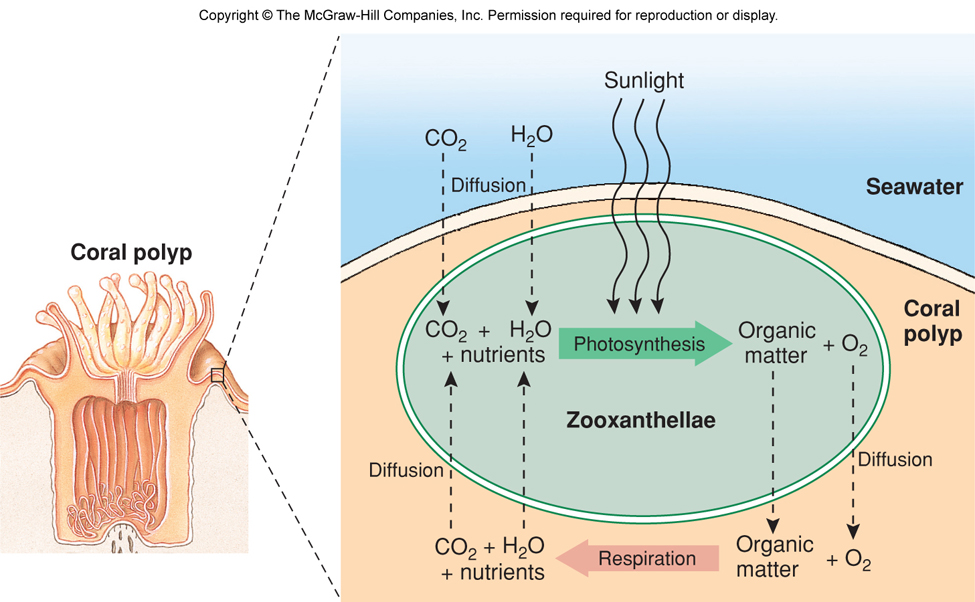 Copyright © The McGraw-Hill Companies, Inc. Permission required for reproduction or display.
Sunlight
CO₂
H₂O
Diffusion
Seawater
Coral polyp
Coral
polyp
CO₂ + H₂O
+ nutrients
Photosynthesis
Organic
matter
+ O₂
Zooxanthellae
Diffusion
Diffusion
CO₂ + H₂O
+ nutrients
Respiration
Organic
matter
+ O₂